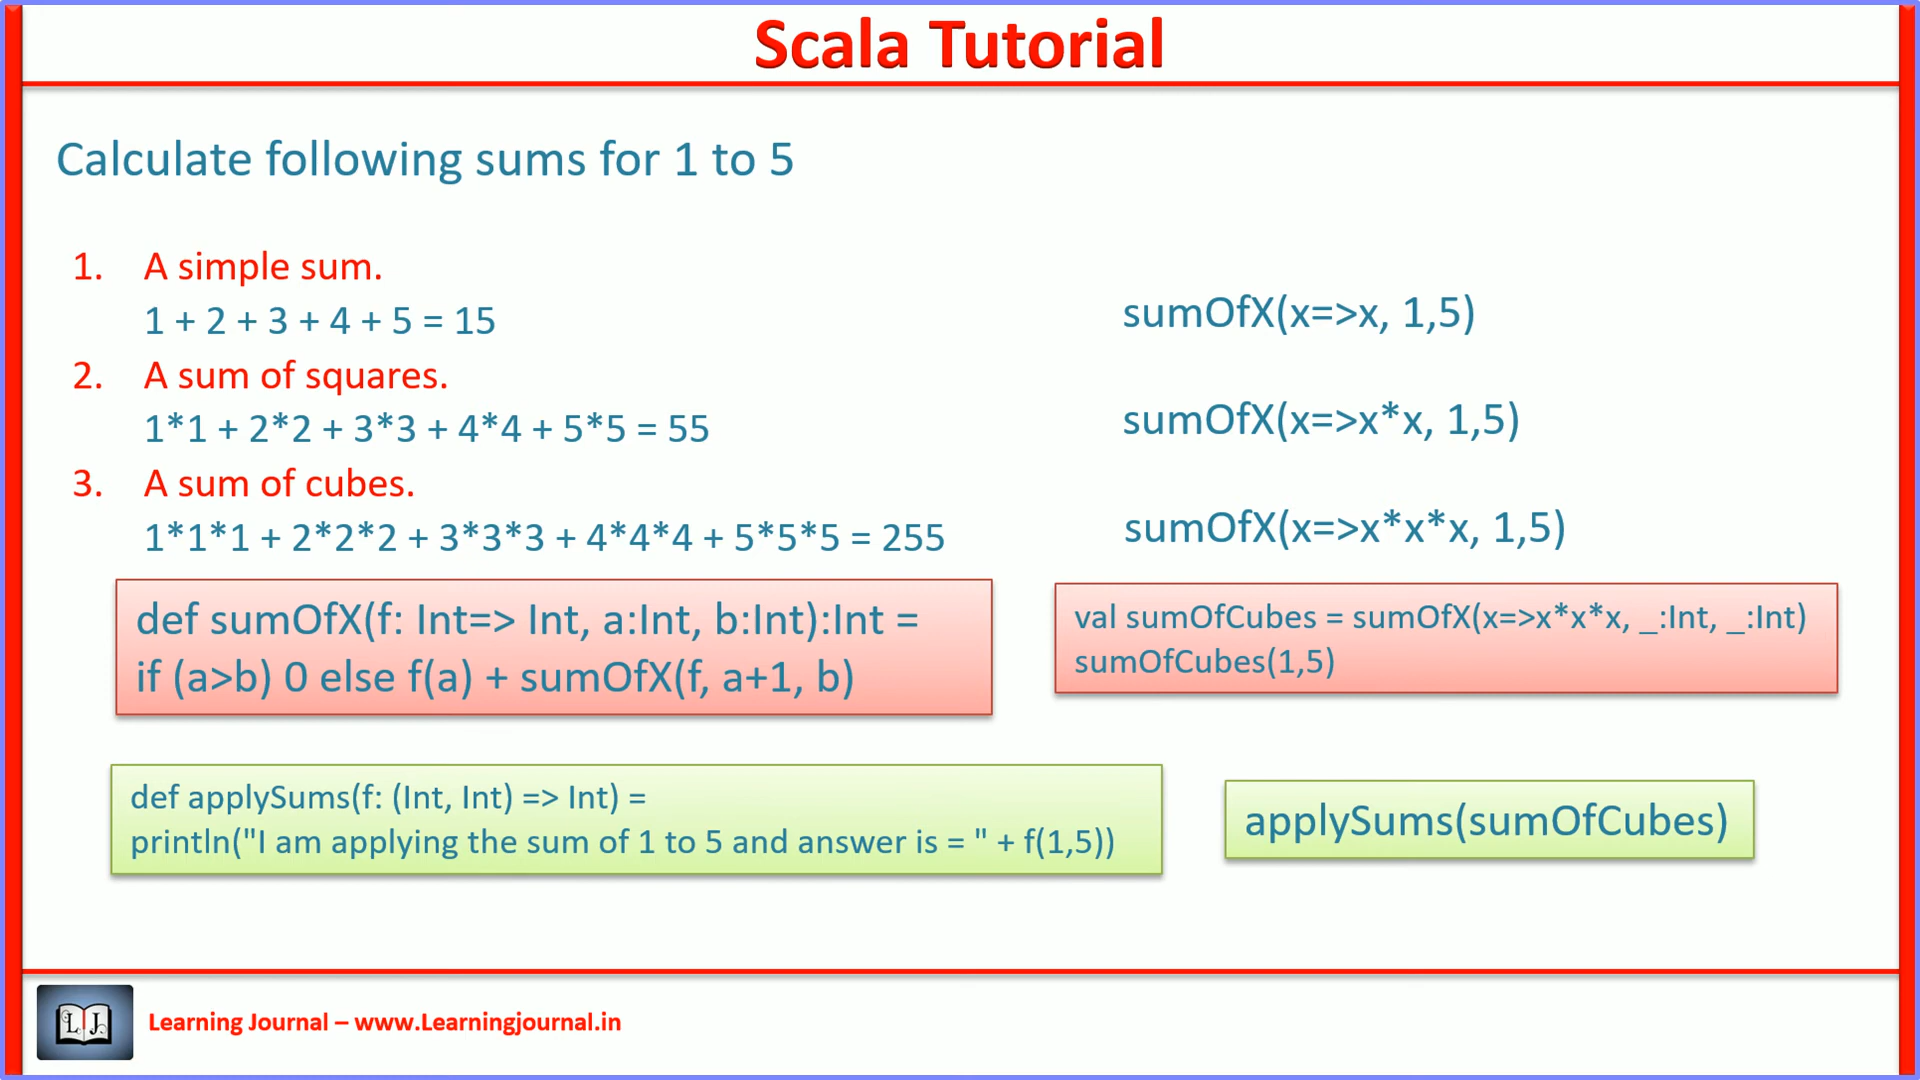 Scala Tutorial
Calculate following sums for 1 to 5
1. A simple sum.
1 + 2 + 3 + 4 + 5 = 15
2. A sum of squares.
1*1 + 2*2 + 3*3 + 4*4 + 5*5 = 55
3. A sum of cubes.
1*1*1 + 2*2*2 + 3*3*3 + 4*4*4 + 5*5*5 = 255
sumOfX(x=>x, 1,5)
sumOfX(x=>x*x, 1,5)
sumOfX(x=>x*x*x, 1,5)
def sumOfX(f: Int=> Int, a:Int, b:Int):Int =
if (a>b) 0 else f(a) + sumOfX(f, a+1, b)
val sumOfCubes = sumOfX(x=>x*x*x, _:Int, _:Int)
sumOfCubes(1,5)
def applySums(f: (Int, Int) => Int) =
println("I am applying the sum of 1 to 5 and answer is = " + f(1,5))
applySums(sumOfCubes)
LJ
Learning Journal – www.Learningjournal.in